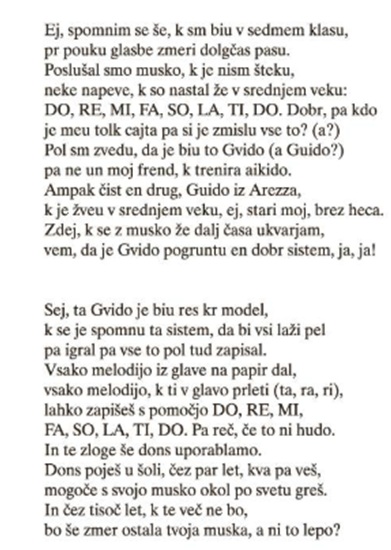 Ej, spomnim se še, k sm biu v sedmem klasu,
pr pouku glasbe zmeri dolgčas pasu.
Poslušal smo musko, k je nism šteku,
neke napeve, k so nastal že v srednjem veku:
DO, RE, MI, FA, SO, LA, TI, DO. Dobr, pa kdo
je meu tolk cajta pa si je zmislu vse to? (a?)
Pol sm zvedu, da je biu to Gvido (a Guido?)
pa ne un moj frend, k trenira aikido.
Ampak čist en drug, Guido iz Arezza,
k je žveu v srednjem veku, ej, stari moj, brez heca.
Zdej, k se z musko že dalj časa ukvarjam,
vem, da je Gvido pogruntu en dobr sistem, ja, ja!
Sej, ta Gvido je biu res kr model,
k se je spomnu ta sistem, da bi vsi laži pel
pa igral pa vse to pol tud zapisal.
Vsako melodijo iz glave na papir dal,
vsako melodijo, k ti v glavo prleti (ta, ra, ri),
lahko zapišeš s pomočjo DO, RE, MI,
FA, SO, LA, TI, DO. Pa reč, če to ni hudo.
In te zloge še dons uporablamo.
Dons poješ u šoli, čez par let, kva pa veš,
mogoče s svojo musko okol po svetu greš.
In čez tisoč let, k te več ne bo,
bo še zmer ostala tvoja muska, a ni to lepo?